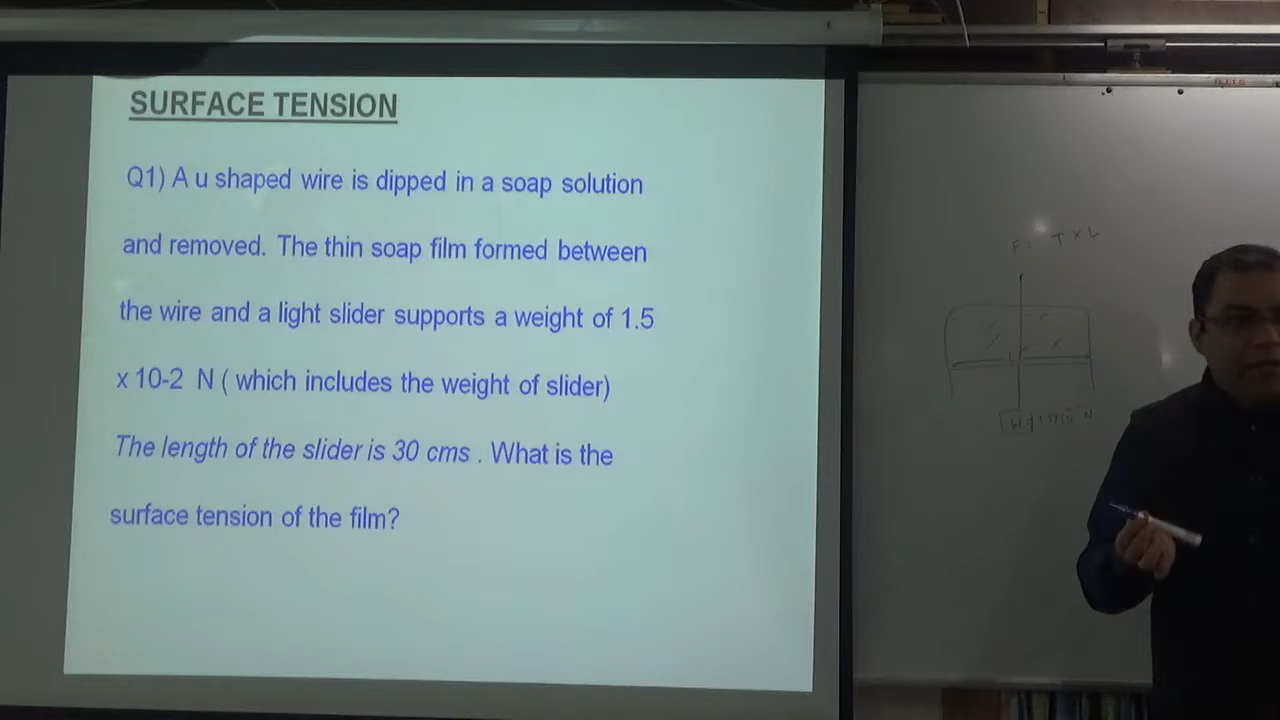 SURFACE TENSION
Q1) A u shaped wire is dipped in a soap solution
and removed. The thin soap film formed between
the wire and a light slider supports a weight of 1.5
x 10-2 N ( which includes the weight of slider)
The length of the slider is 30 cms . What is the
surface tension of the film?
F = T x L